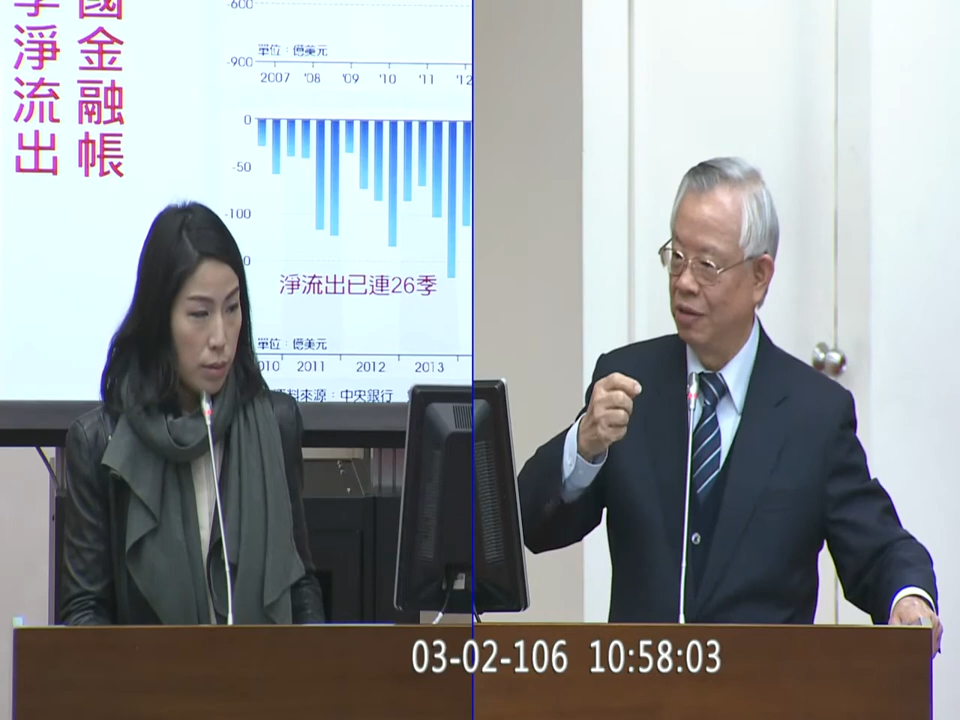 國金融帳
季淨流出
-600
單位：億美元
-900
2007 '08 '09 '10 '11 '12
0
-50
-100
淨流出已連26季
單位：億美元
2011 2012 2013
料來源：中央銀行
03-02-106 10:58:03